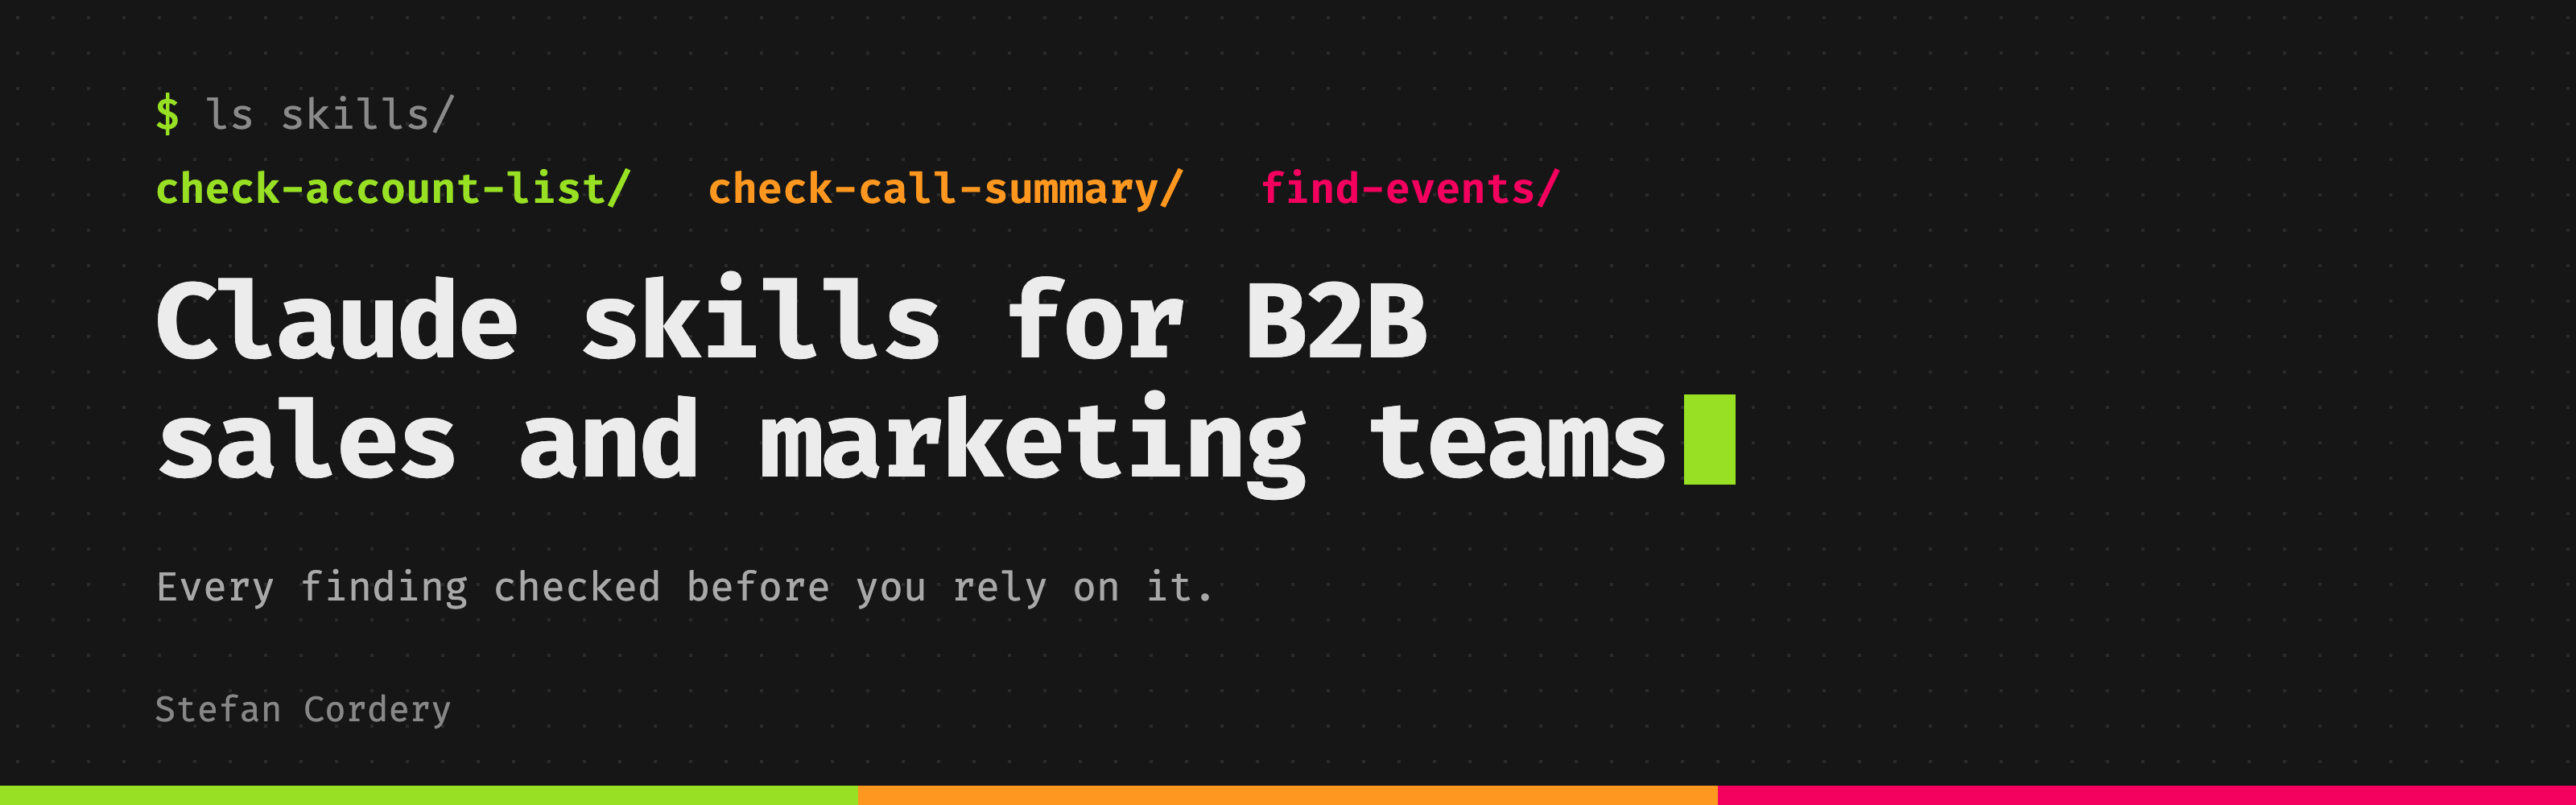 $ ls skills/
check-account-list/ check-call-summary/ find-events/
Claude skills for B2B
sales and marketing teams
Every finding checked before you rely on it.
Stefan Cordery